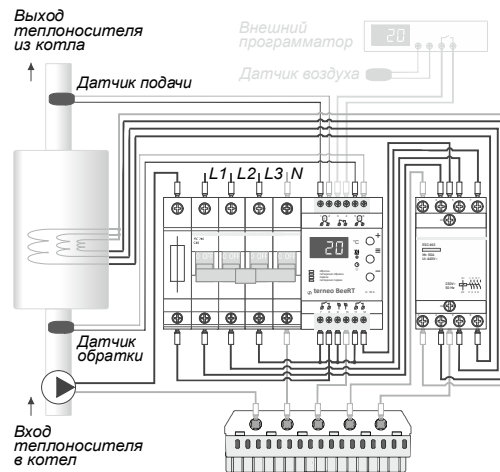 Выход
теплоносителя
из котла
Внешний
программатор
20
Датчик воздуха
Датчик подачи
L1 L2 L3 N
20
°C
+
−
terneo BeeRT
Датчик
обратки
Вход
теплоносителя
в котел